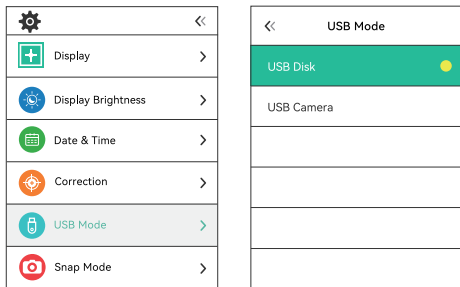 Display
Display Brightness
Date & Time
Correction
USB Mode
Snap Mode
USB Mode
USB Disk
USB Camera